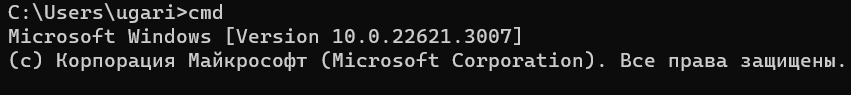 C:\Users\ugari>cmd
Microsoft Windows [Version 10.0.22621.3007]
(c) Корпорация Майкрософт (Microsoft Corporation). Все права защищены.